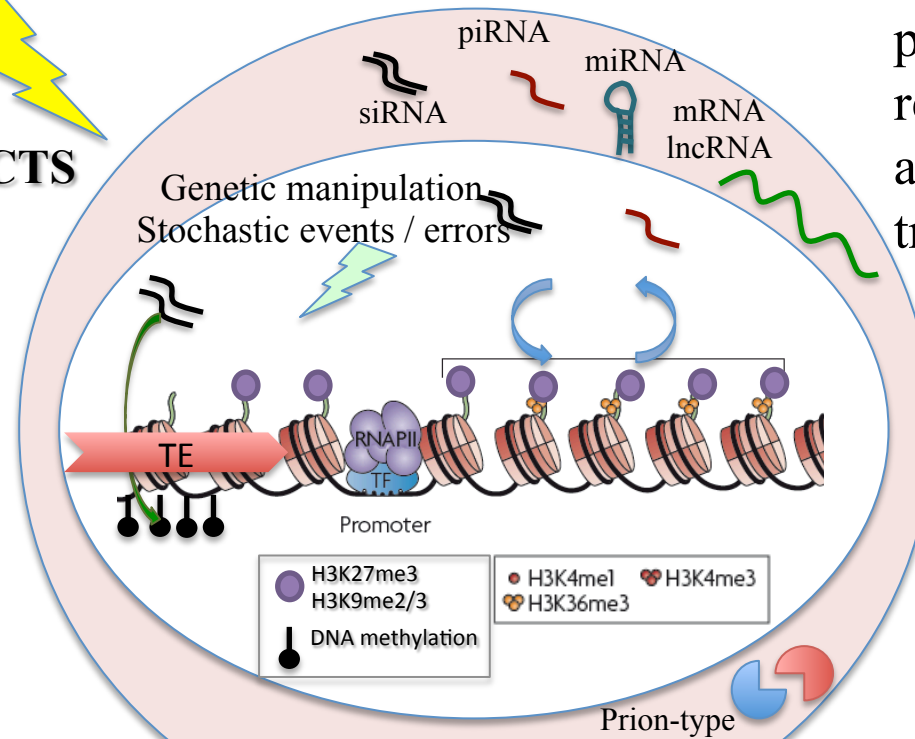 piRNA
miRNA
siRNA
mRNA
lncRNA
CTS
Genetic manipulation
Stochastic events / errors
TE
RNAPII
TF
Promoter
H3K27me3
H3K9me2/3
DNA methylation
H3K4me1
H3K4me3
H3K36me3
Prion-type
p
r
a
tr